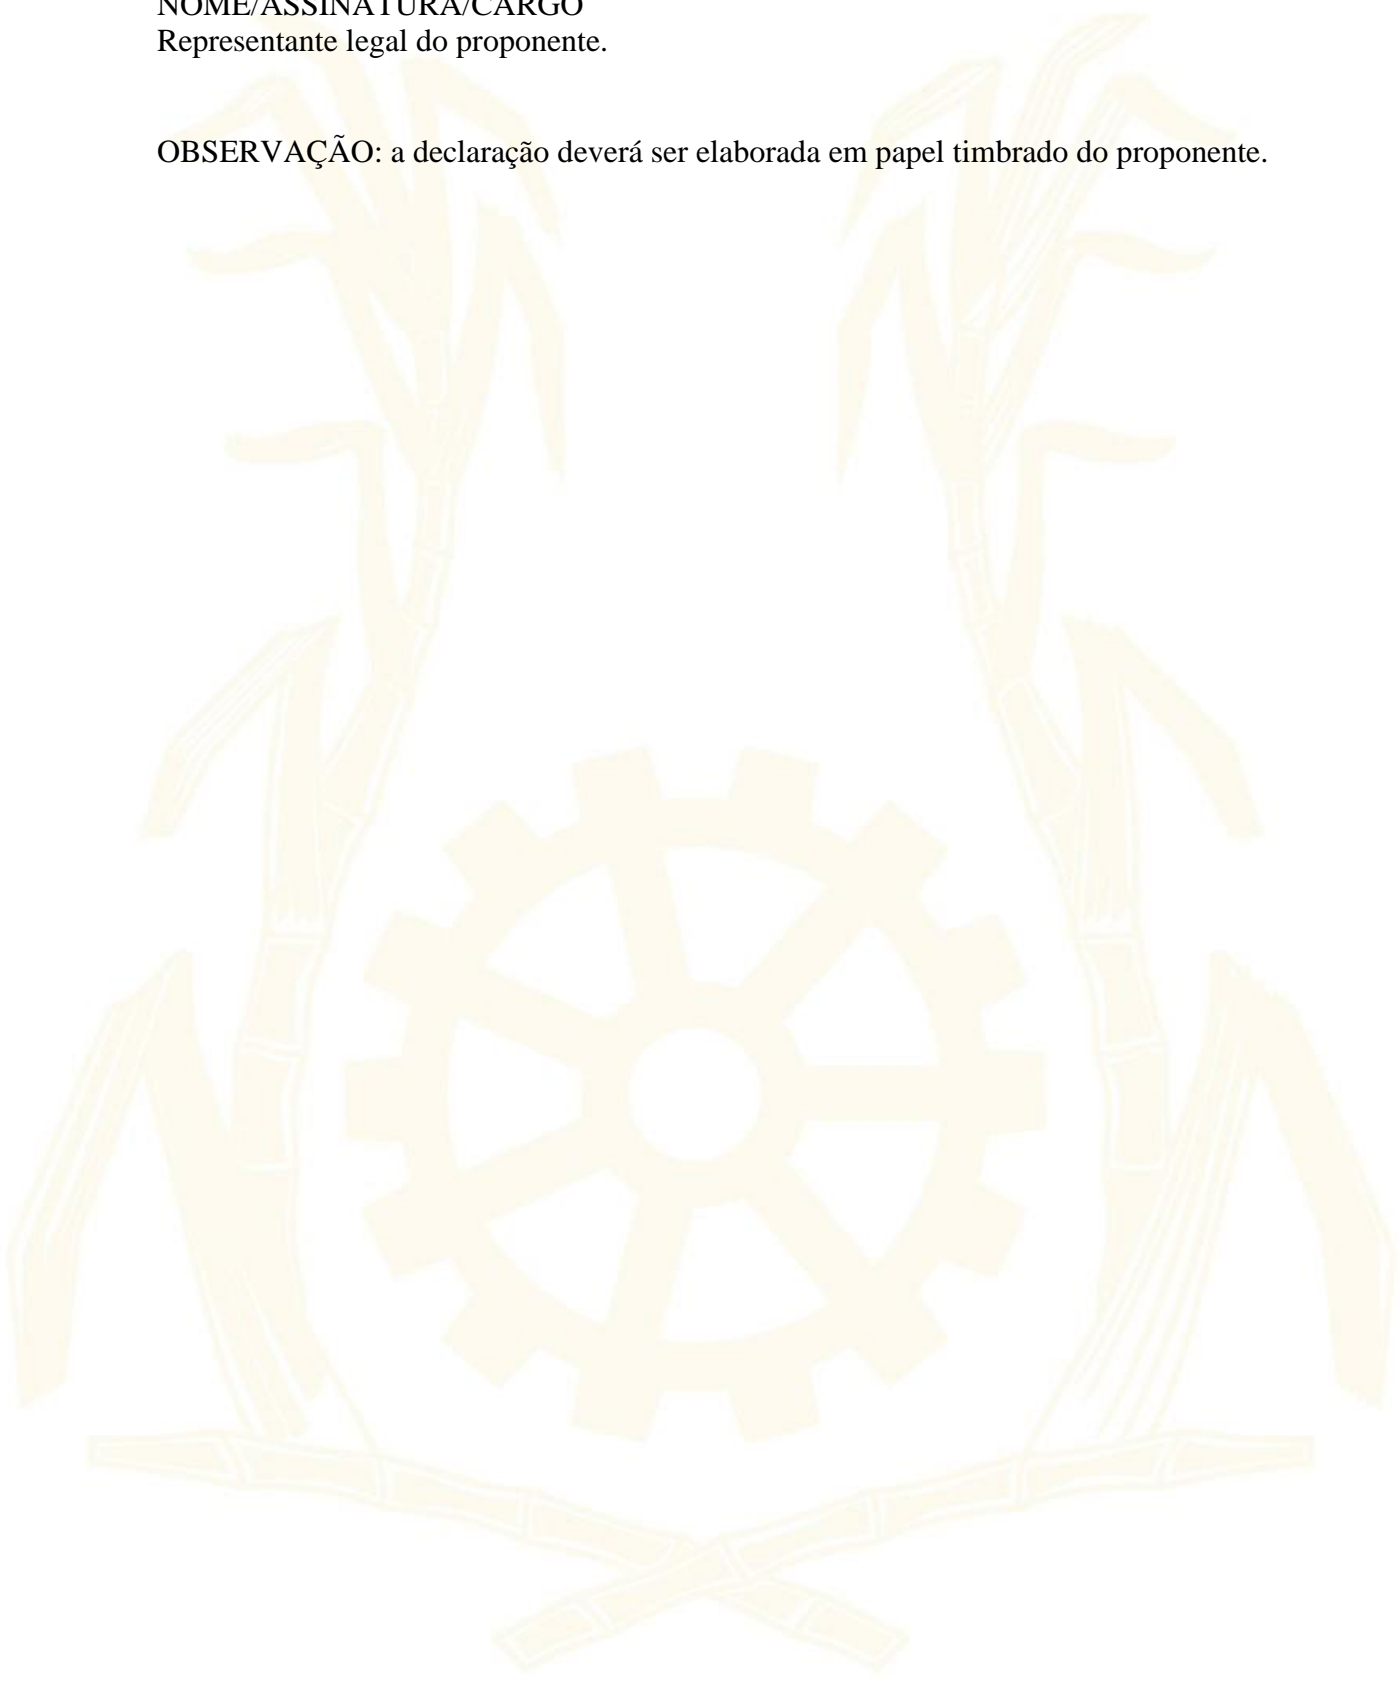 NOME/ASSINATURA/CARGO
Representante legal do proponente.
OBSERVAÇÃO: a declaração deverá ser elaborada em papel timbrado do proponente.